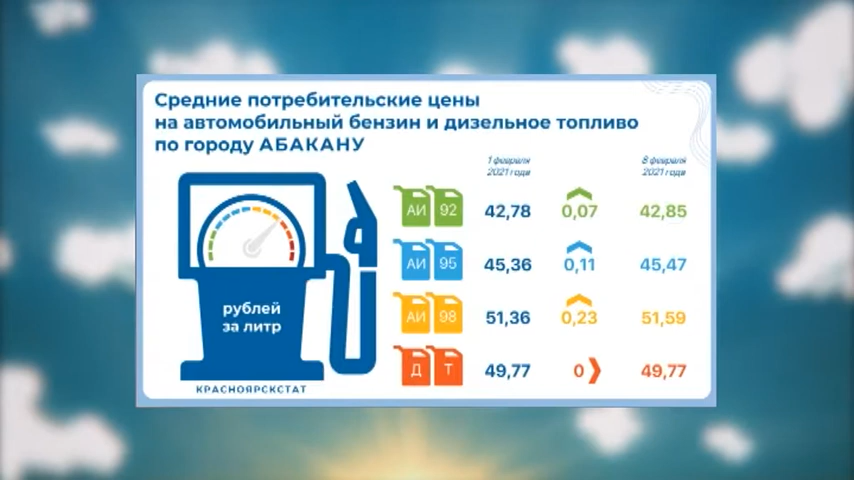 Средние потребительские цены
на автомобильный бензин и дизельное топливо
по городу АБАКАНУ
1 февраля
2021 года
8 февраля
2021 года
АИ 92 42,78 0,07 42,85
АИ 95 45,36 0,11 45,47
АИ 98 51,36 0,23 51,59
Д Т 49,77 0 49,77
рублей
за литр
КРАСНОЯРСКСТАТ